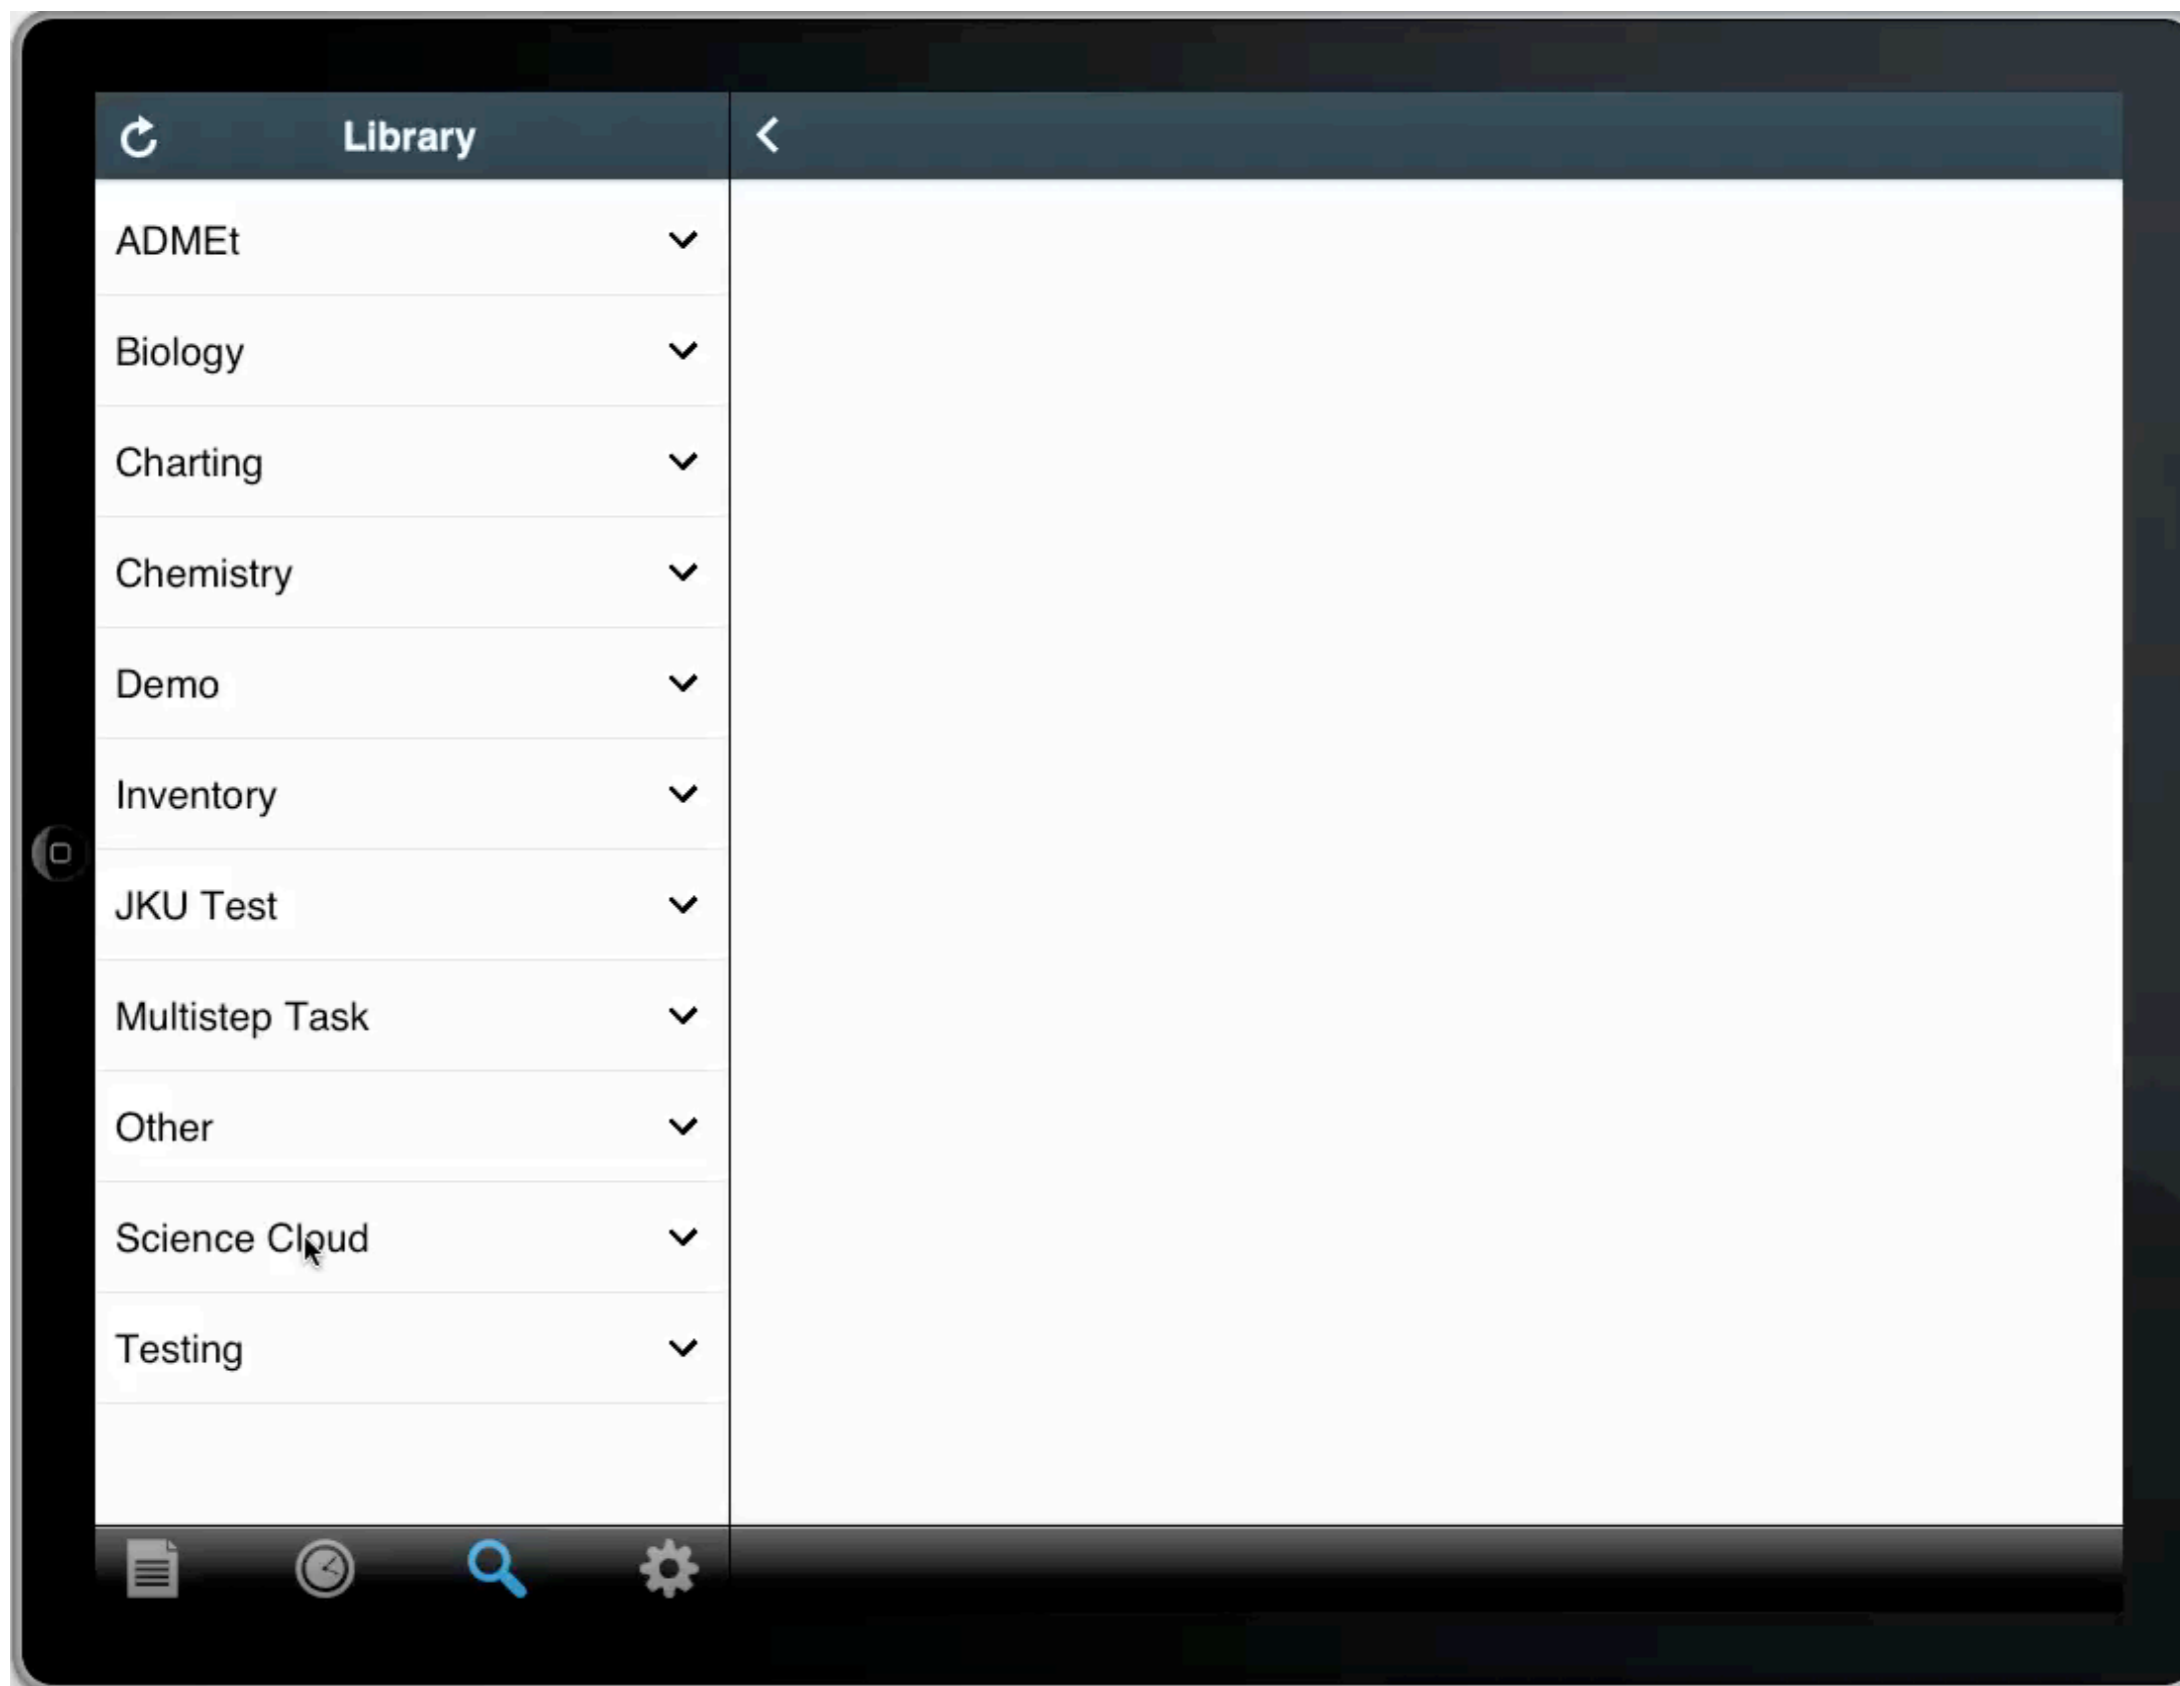 Library
ADMEt
Biology
Charting
Chemistry
Demo
Inventory
JKU Test
Multistep Task
Other
Science Cloud
Testing